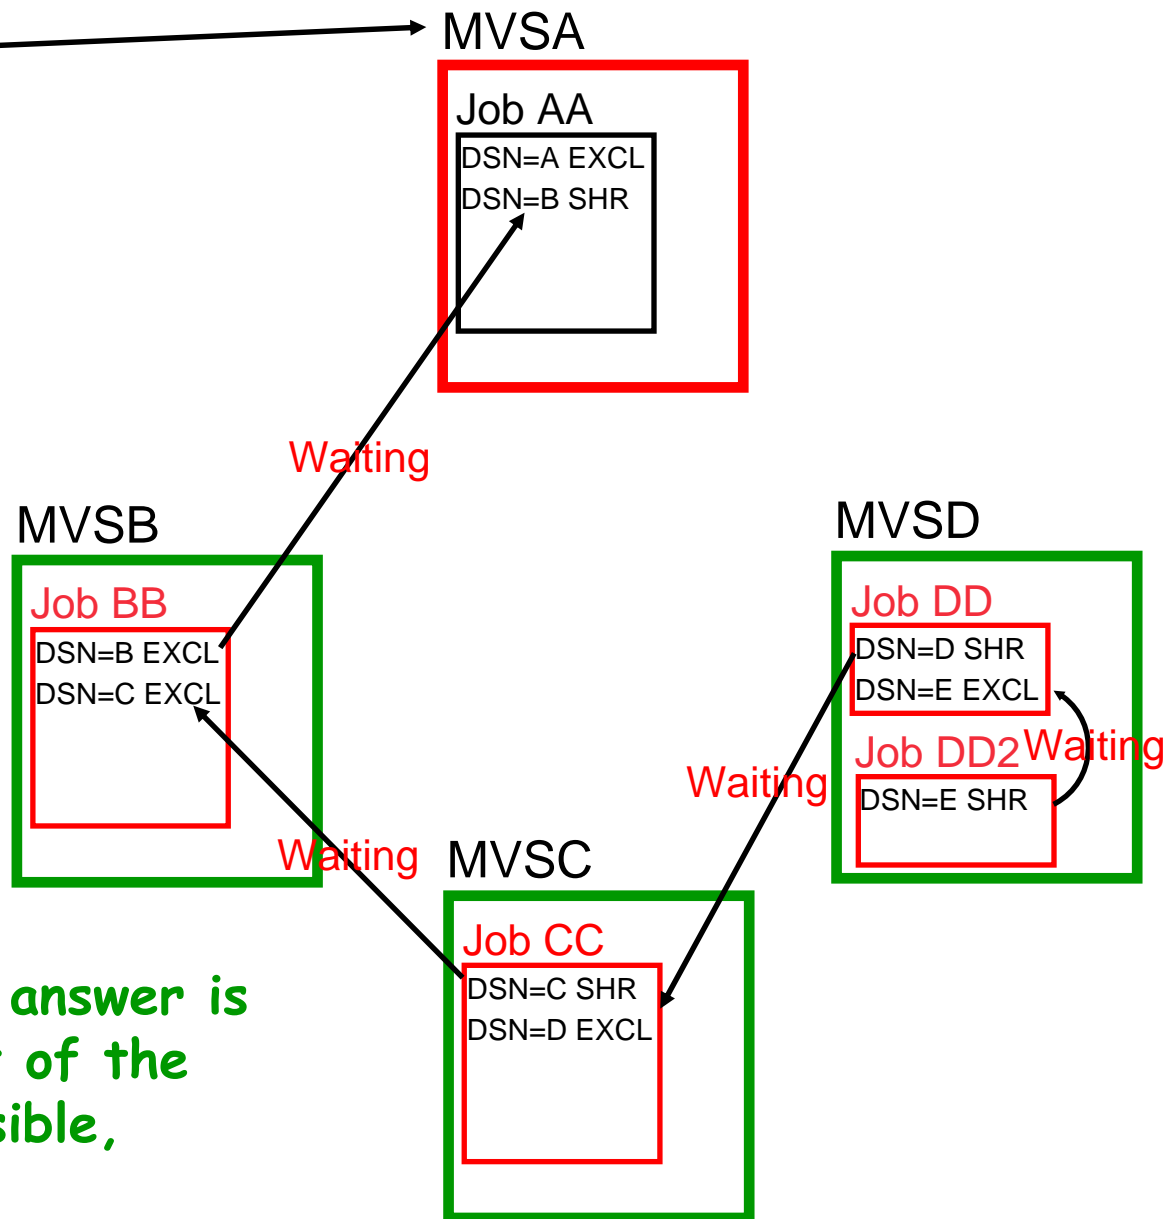 MVSA
Job AA
DSN=A EXCL
DSN=B SHR
Waiting
MVSB
Job BB
DSN=B EXCL
DSN=C EXCL
Waiting
MVSD
Job DD
DSN=D SHR
DSN=E EXCL
Job DD2
Waiting
DSN=E SHR
Waiting
MVSC
Job CC
DSN=C SHR
DSN=D EXCL
answer is
of the
sible,